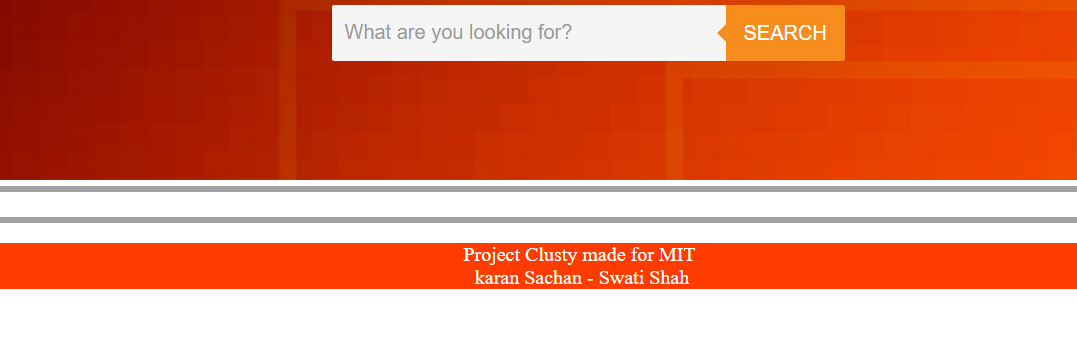 What are you looking for?
SEARCH
Project Clusty made for MIT
karan Sachan - Swati Shah